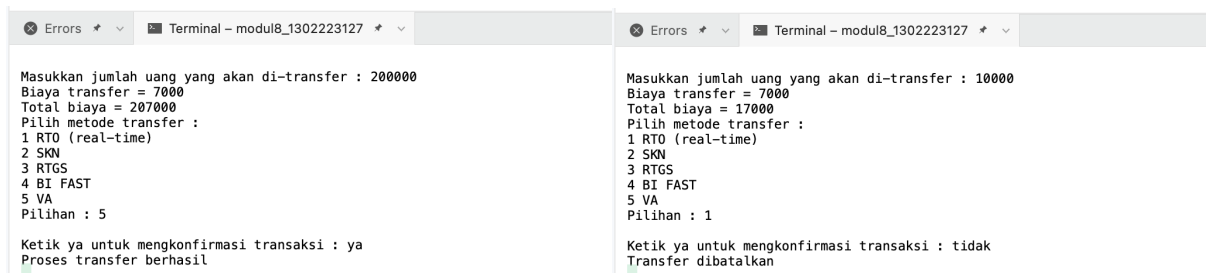 Errors Terminal – modul8_1302223127
Masukkan jumlah uang yang akan di-transfer : 200000
Biaya transfer = 7000
Total biaya = 207000
Pilih metode transfer :
1 RTO (real-time)
2 SKN
3 RTGS
4 BI FAST
5 VA
Pilihan : 5
Ketik ya untuk mengkonfirmasi transaksi : ya
Proses transfer berhasil
Errors Terminal – modul8_1302223127
Masukkan jumlah uang yang akan di-transfer : 10000
Biaya transfer = 7000
Total biaya = 17000
Pilih metode transfer :
1 RTO (real-time)
2 SKN
3 RTGS
4 BI FAST
5 VA
Pilihan : 1
Ketik ya untuk mengkonfirmasi transaksi : tidak
Transfer dibatalkan